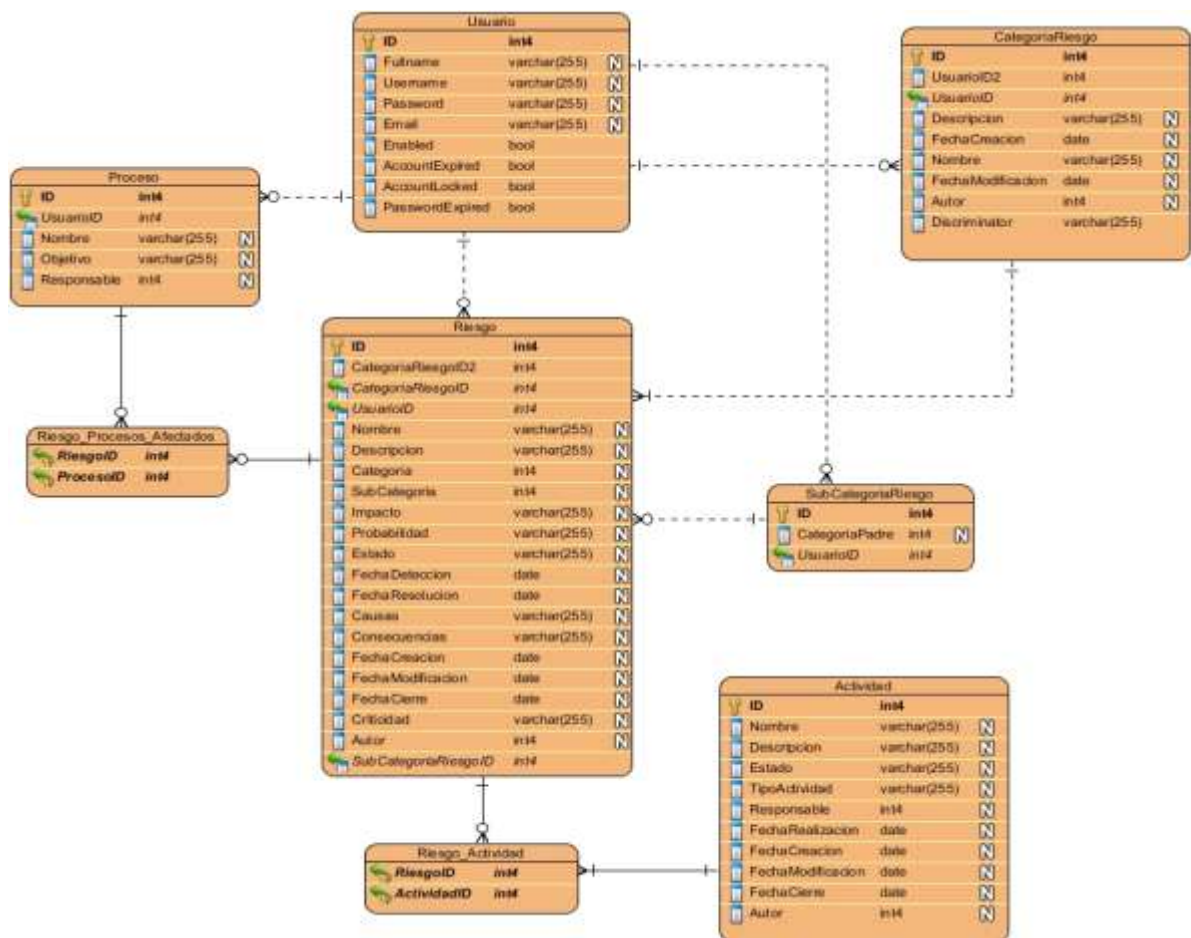 Usuario
ID int4
Fullname varchar(255) N
Username varchar(255) N
Password varchar(255) N
Email varchar(255) N
Enabled bool
AccountExpired bool
AccountLocked bool
PasswordExpired bool
CategoriaRiesgo
ID int4
UsuarioID2 int4
UsuarioID int4
Descripcion varchar(255) N
FechaCreacion date N
Nombre varchar(255) N
FechaModificacion date N
Autor int4 N
Discriminator varchar(255)
Proceso
ID int4
UsuarioID int4
Nombre varchar(255) N
Objetivo varchar(255) N
Responsable int4 N
Riesgo
ID int4
CategoriaRiesgoID2 int4
CategoriaRiesgoID int4
UsuarioID int4
Nombre varchar(255) N
Descripcion varchar(255) N
Categoria int4 N
SubCategoria int4 N
Impacto varchar(255) N
Probabilidad varchar(255) N
Estado varchar(255) N
FechaDeteccion date N
FechaResolucion date N
Causas varchar(255) N
Consecuencias varchar(255) N
FechaCreacion date N
FechaModificacion date N
FechaCierre date N
Criticidad varchar(255) N
Autor int4 N
SubCategoriaRiesgoID int4
Riesgo_Procesos_Afectados
RiesgoID int4
ProcesoID int4
SubCategoriaRiesgo
ID int4
CategoriaPadre int4 N
UsuarioID int4
Actividad
ID int4
Nombre varchar(255) N
Descripcion varchar(255) N
Estado varchar(255) N
TipoActividad varchar(255) N
Responsable int4 N
FechaRealizacion date N
FechaCreacion date N
FechaModificacion date N
FechaCierre date N
Autor int4 N
Riesgo_Actividad
RiesgoID int4
ActividadID int4